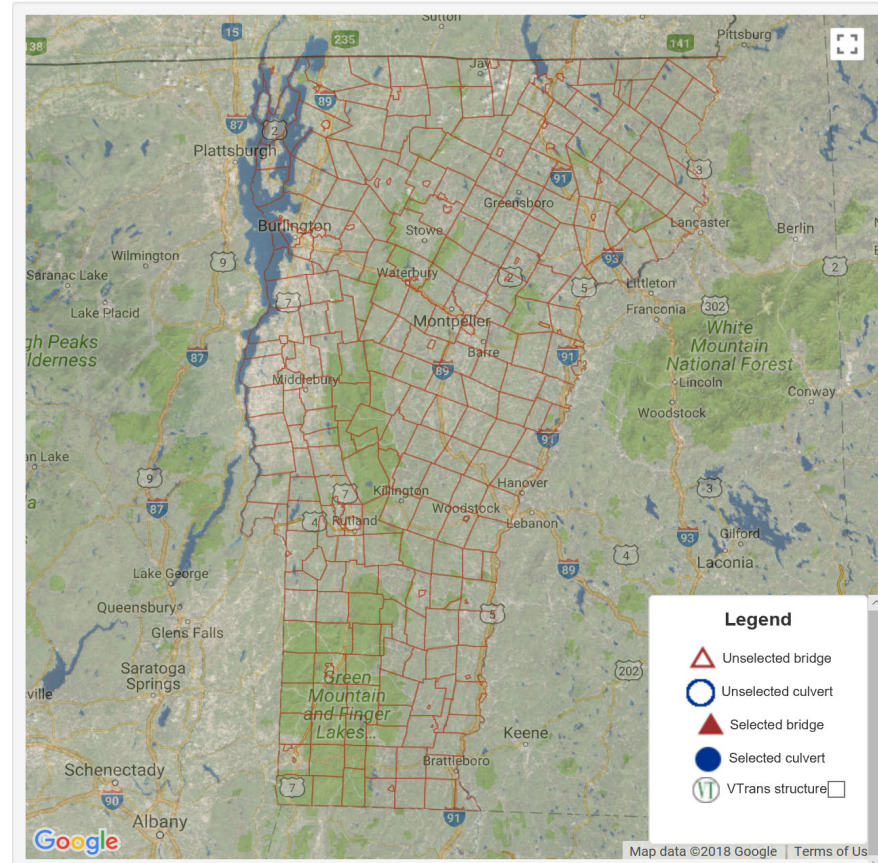 Sutton
15
235
141
Pittsburg
138
Jay
89
87
2
Plattsburgh
3
91
Greensboro
Burlington
Stowe
Lancaster
Berlin
Wilmington
9
93
2
Saranac Lake
Waterbury
2
5
Littleton
7
302
Lake Placid
Franconia
Montpelier
White
Mountain
National Forest
gh Peaks
ilderness
87
Barre
91
89
Middlebury
Lincoln
Conway
Woodstock
91
an Lake
9
7
Killington
Hanover
3
87
4
Rutland
Woodstock
Lebanon
Gilford
93
4
Laconia
89
Lake George
Queensbury
5
Glens Falls
Legend
Unselected bridge
Saratoga
Springs
202
ville
Green
Mountain
and Finger
Lakes...
Unselected culvert
Keene
Selected bridge
Brattleboro
Selected culvert
Schenectady
7
VT VTrans structure
90
91
Albany
Google
Map data ©2018 Google
Terms of Us